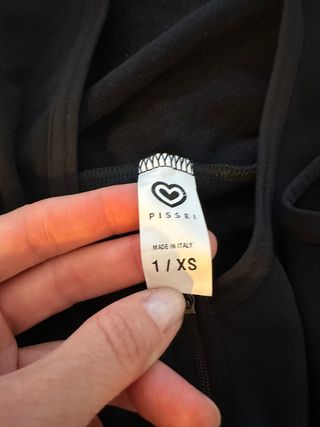 PISSEI
MADE IN ITALY
1 / XS